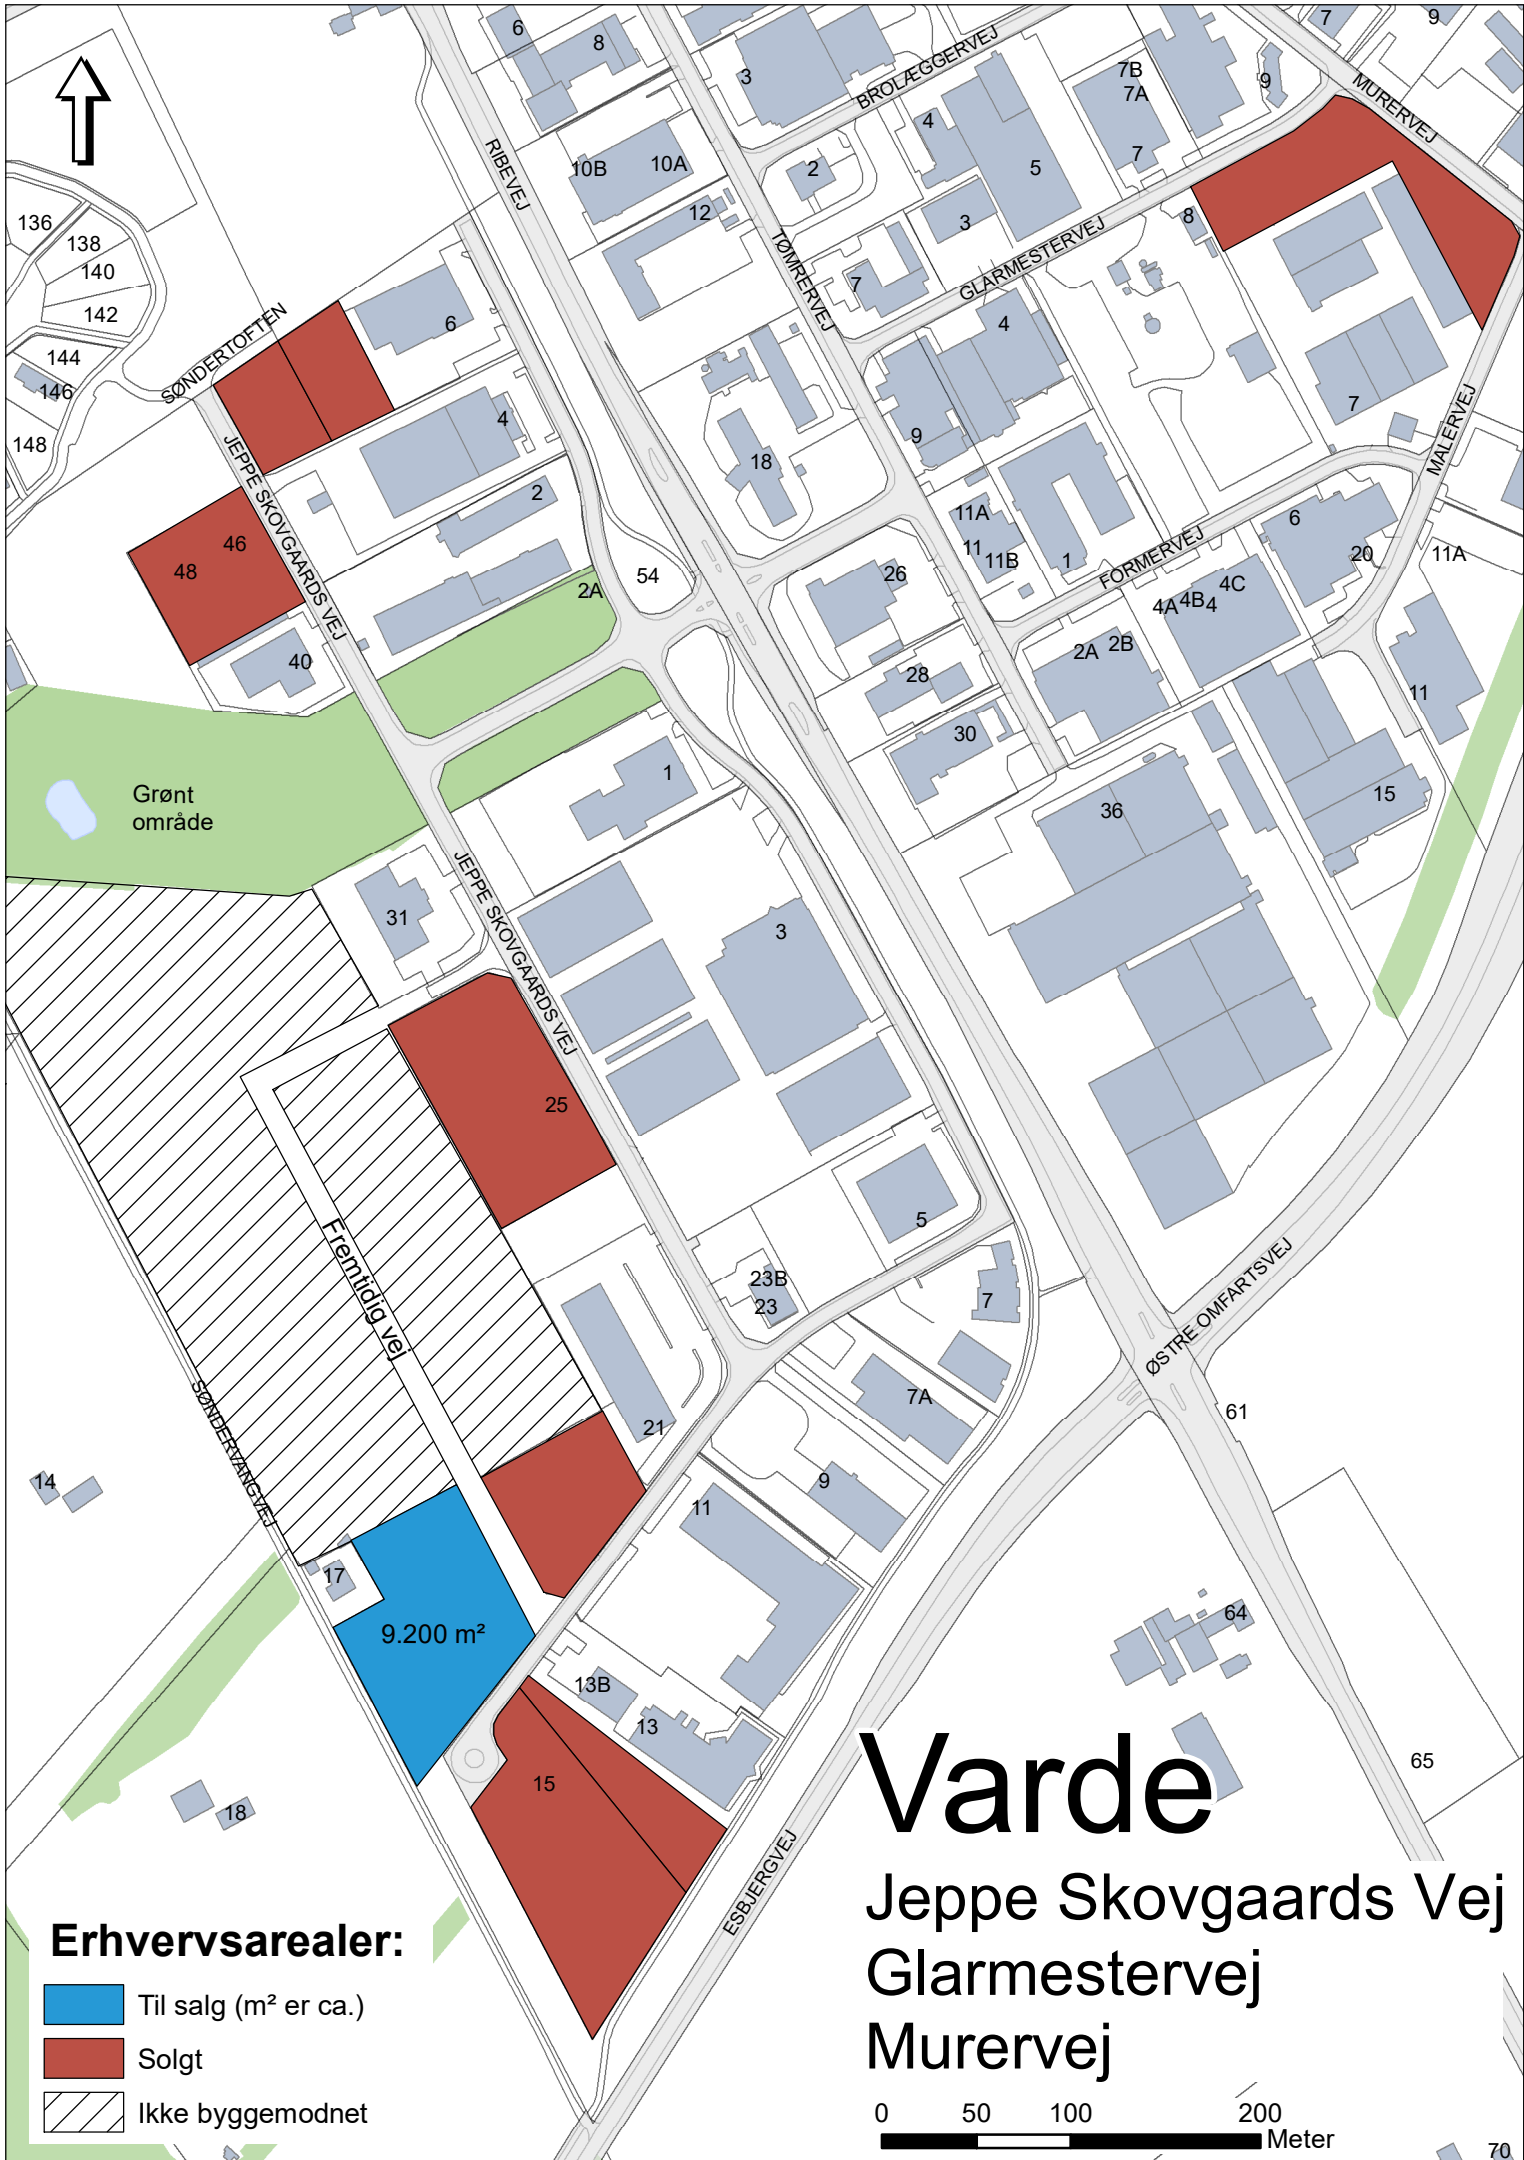 6
8
7
9
3
BROLÆGGERVEJ
7B
7A
9
MURERVEJ
4
RIBEVEJ
10B
10A
2
5
7
136
12
3
8
138
TØMRERVEJ
GLARMESTERVEJ
140
7
142
SØNDERTOFTEN
6
4
144
146
7
MALERVEJ
148
JEPPE SKOVGAARDS VEJ
4
9
18
2
11A
6
46
11
11B
1
FORMERVEJ
20
11A
48
2A
54
26
4C
4A
4B
4
40
2A
2B
28
11
30
1
Grønt
område
15
36
JEPPE SKOVGAARDS VEJ
31
3
25
5
Fremtidig vej
23B
23
7
ØSTRE OMFARTSVEJ
SØNDERVANGVEJ
7A
61
21
14
9
11
17
9.200 m²
64
13B
13
15
65
18
ESBJERGVEJ
Varde
Jeppe Skovgaards Vej
Glarmestervej
Murervej
Erhvervsarealer:
Til salg (m² er ca.)
Solgt
Ikke byggemodnet
0 50 100 200
Meter
70